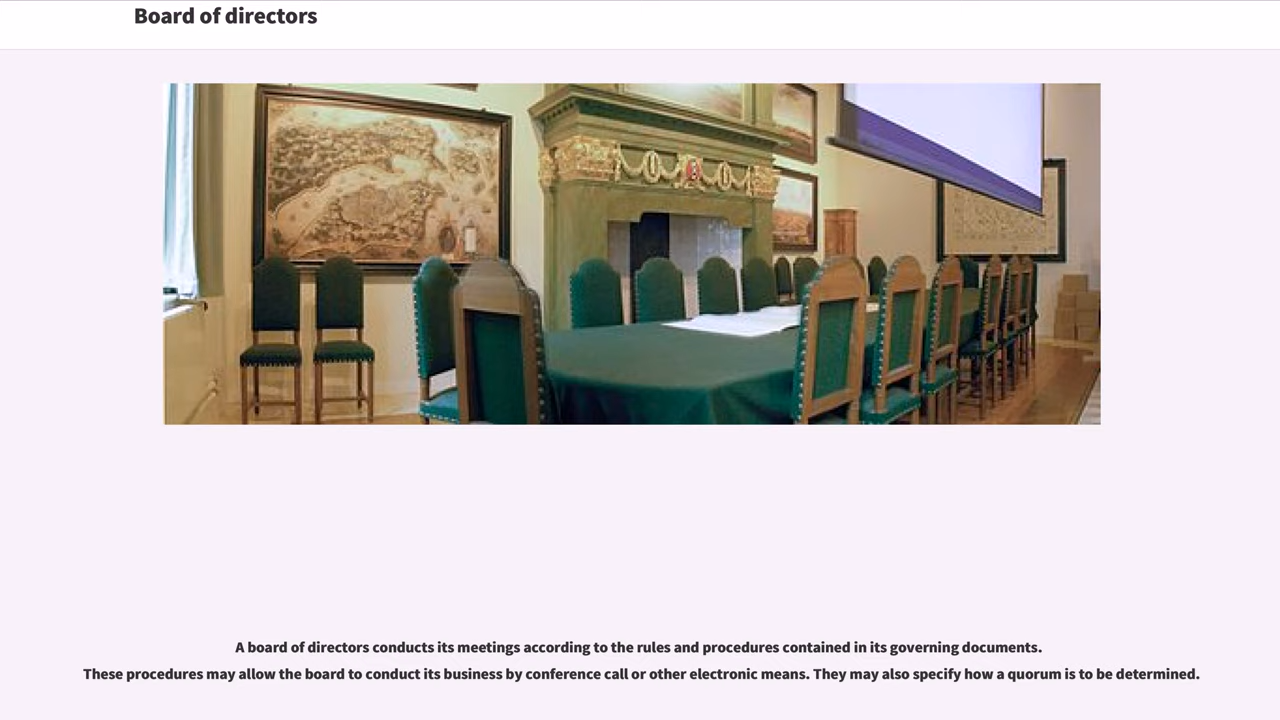 Board of directors
A board of directors conducts its meetings according to the rules and procedures contained in its governing documents.
These procedures may allow the board to conduct its business by conference call or other electronic means. They may also specify how a quorum is to be determined.